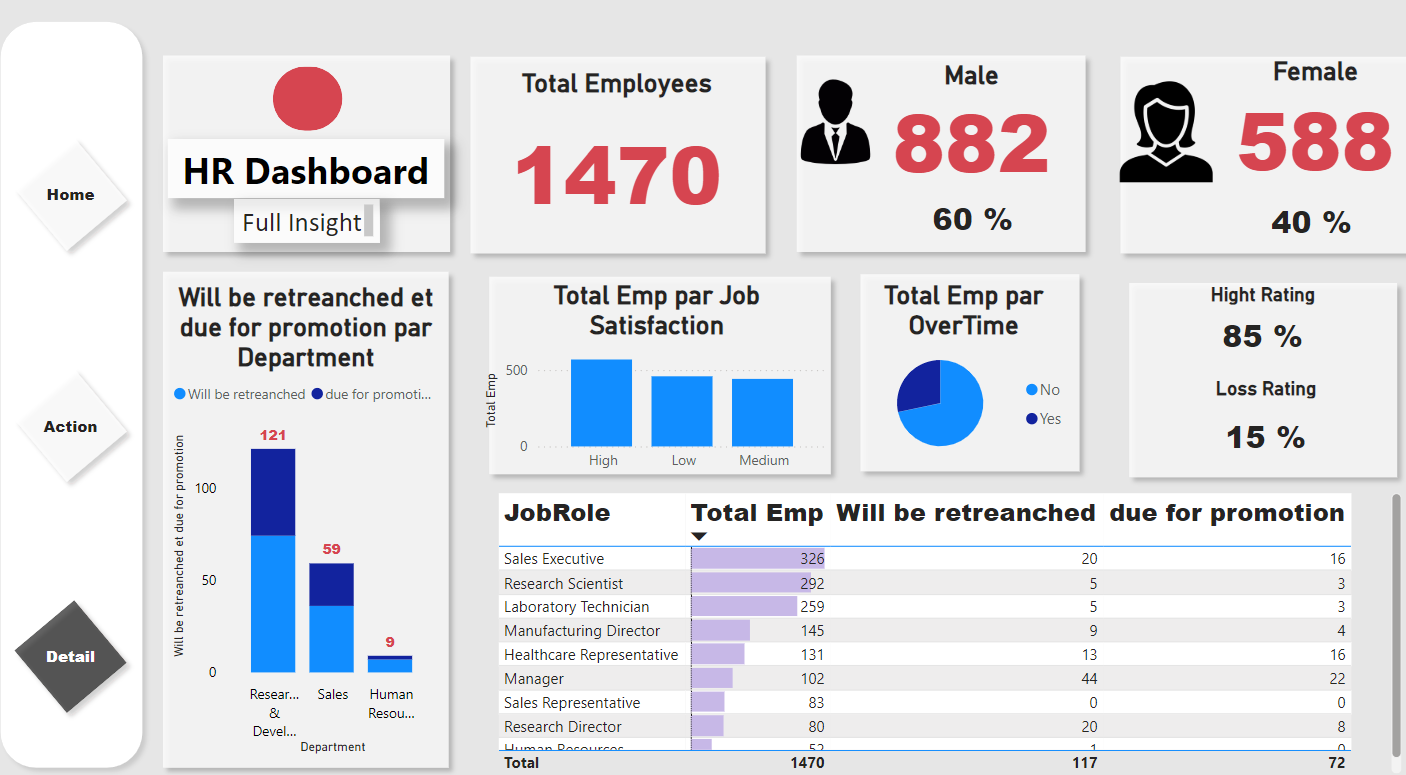 Home
Action
Detail
HR Dashboard
Full Insight
Total Employees
1470
Male
882
60 %
Female
588
40 %
Will be retreanched et
due for promotion par
Department
Will be retreanched due for promoti...
Will be retreanched et due for promotion
100
50
0
121
59
9
Resear...
&
Devel...
Sales
Human
Resou...
Department
Total Emp par Job
Satisfaction
Total Emp
500
0
High Low Medium
Total Emp par
OverTime
No
Yes
Hight Rating
85 %
Loss Rating
15 %
JobRole Total Emp Will be retreanched due for promotion
Sales Executive 326 20 16
Research Scientist 292 5 3
Laboratory Technician 259 5 3
Manufacturing Director 145 9 4
Healthcare Representative 131 13 16
Manager 102 44 22
Sales Representative 83 0 0
Research Director 80 20 8
Human Resources 52 1 0
Total 1470 117 72